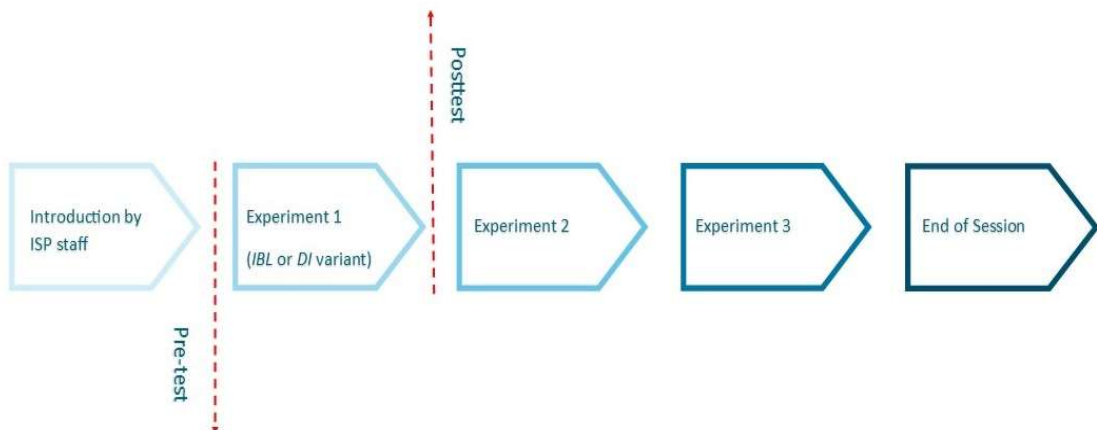 Posttest
Introduction by
ISP staff
Experiment 1
(IBL or DI variant)
Experiment 2
Experiment 3
End of Session
Pre-test